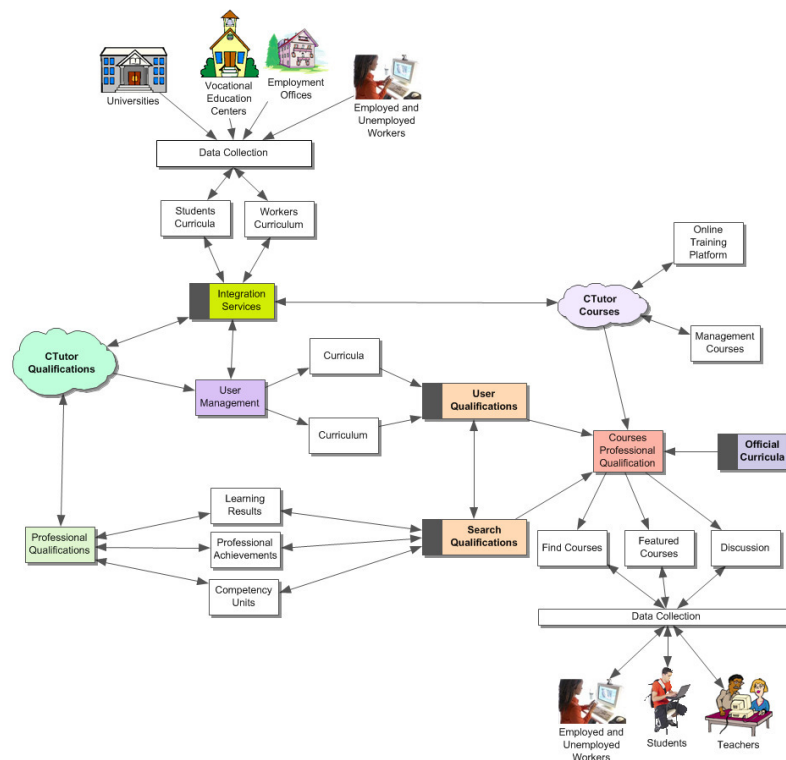 Universities
Vocational
Education
Centers
Employment
Offices
Employed and
Unemployed
Workers
Data Collection
Students
Curricula
Workers
Curriculum
Online
Training
Platform
Integration
Services
CTutor
Courses
Management
Courses
CTutor
Qualifications
User
Management
Curricula
Curriculum
User
Qualifications
Courses
Professional
Qualification
Official
Curricula
Learning
Results
Professional
Qualifications
Professional
Achievements
Competency
Units
Search
Qualifications
Find Courses
Featured
Courses
Discussion
Data Collection
Employed and
Unemployed
Workers
Students
Teachers